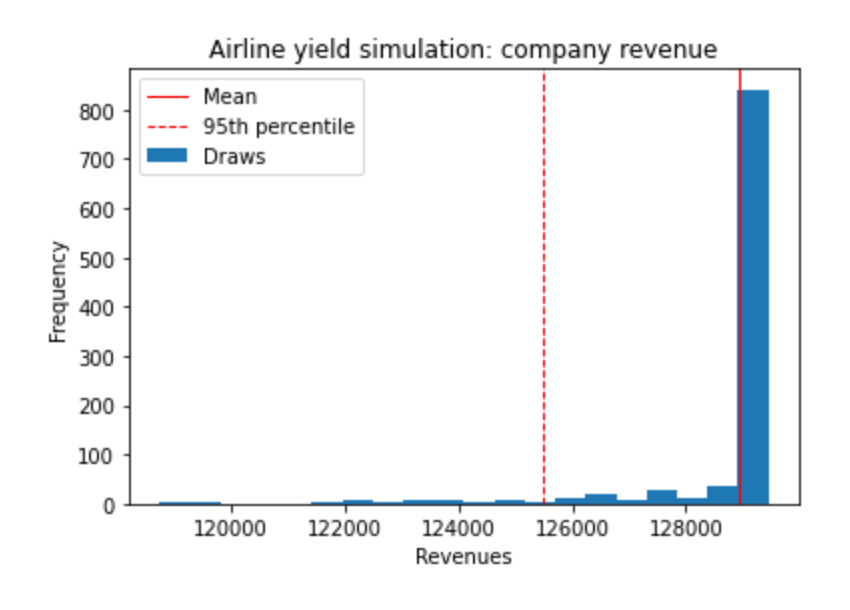 Airline yield simulation: company revenue
Mean
95th percentile
Draws
800
700
600
500
400
300
200
100
0
Frequency
120000 122000 124000 126000 128000
Revenues